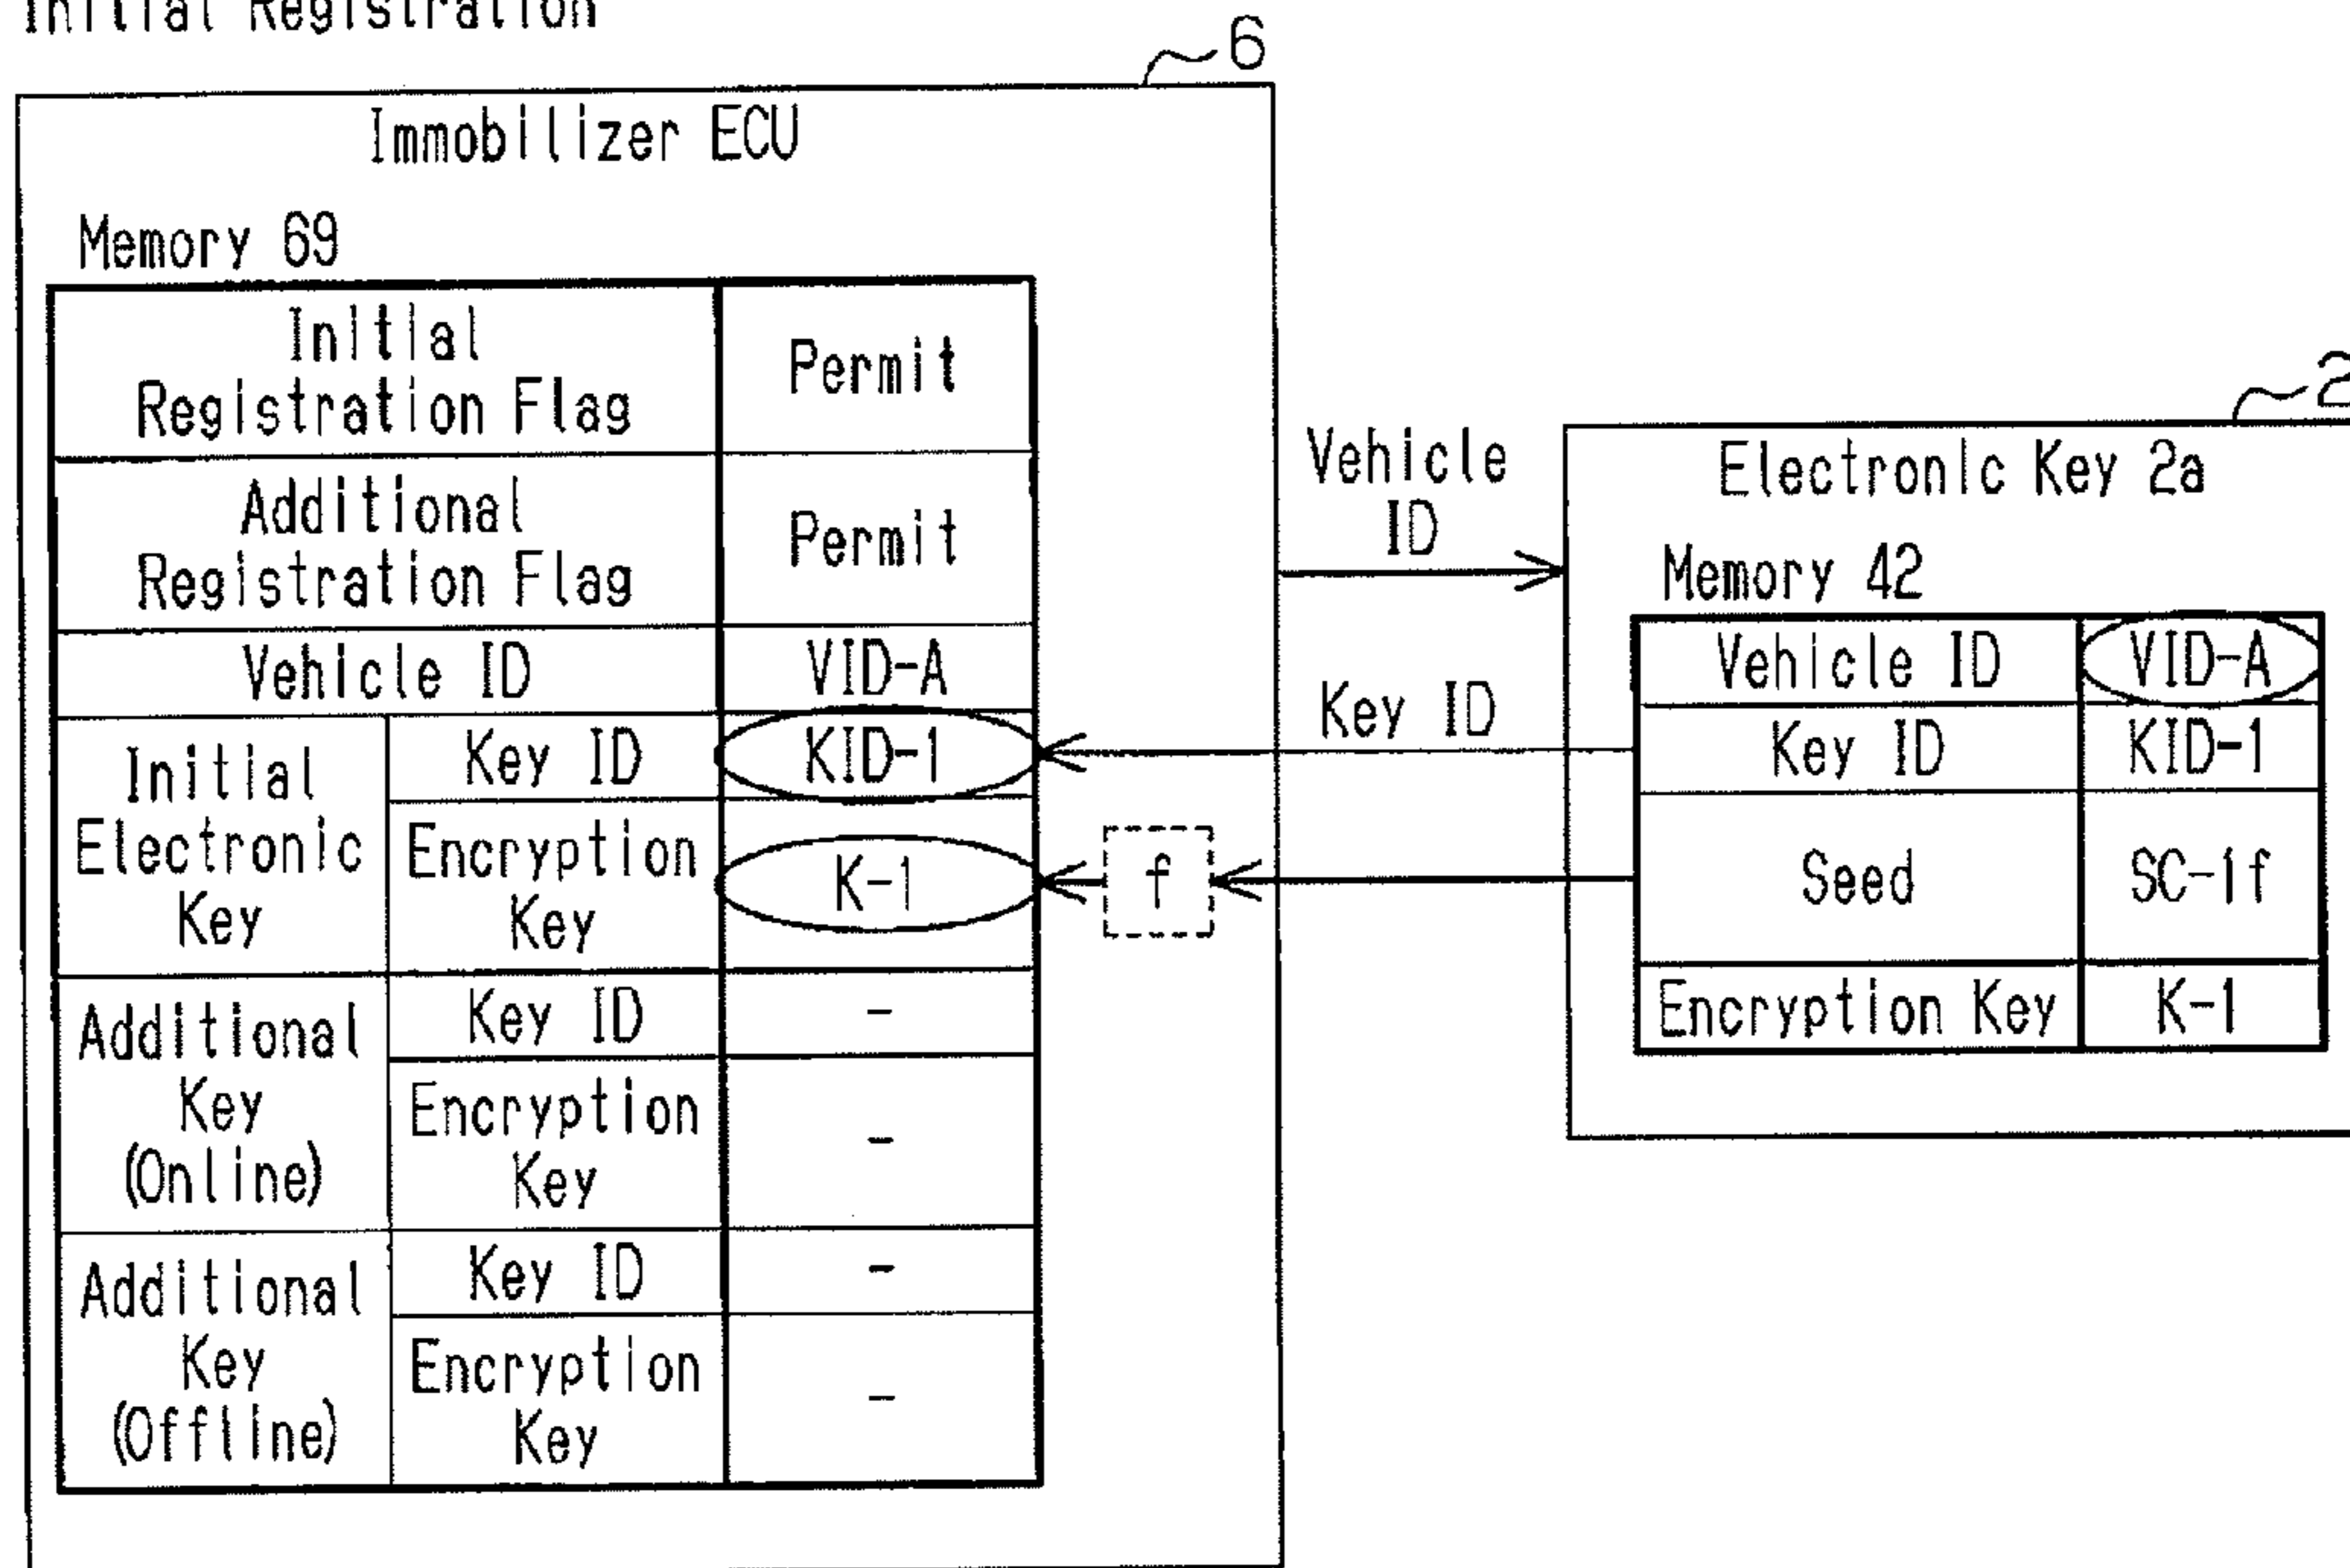 Initial Registration
6
Immobilizer ECU
Memory 69
Initial
Registration Flag
Permit
Additional
Registration Flag
Permit
Vehicle ID
VID-A
Initial
Electronic
Key
Key ID
KID-1
Encryption
Key
K-1
Additional
Key
(Online)
Key ID
-
Encryption
Key
-
Additional
Key
(Offline)
Key ID
-
Encryption
Key
-
Vehicle
ID
Key ID
f
2
Electronic Key 2a
Memory 42
Vehicle ID
VID-A
Key ID
KID-1
Seed
SC-1f
Encryption Key
K-1